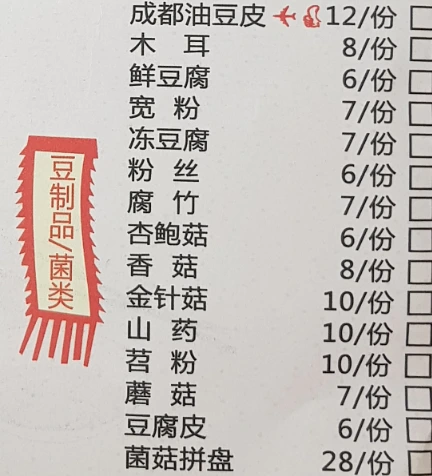 成都油豆皮 12/份
木耳 8/份
鲜豆腐 6/份
宽粉 7/份
冻豆腐 7/份
粉丝 6/份
腐竹 7/份
杏鲍菇 6/份
香菇 8/份
金针菇 10/份
山药 10/份
苕粉 10/份
蘑菇 7/份
豆腐皮 6/份
菌菇拼盘 28/份
豆制品/菌类